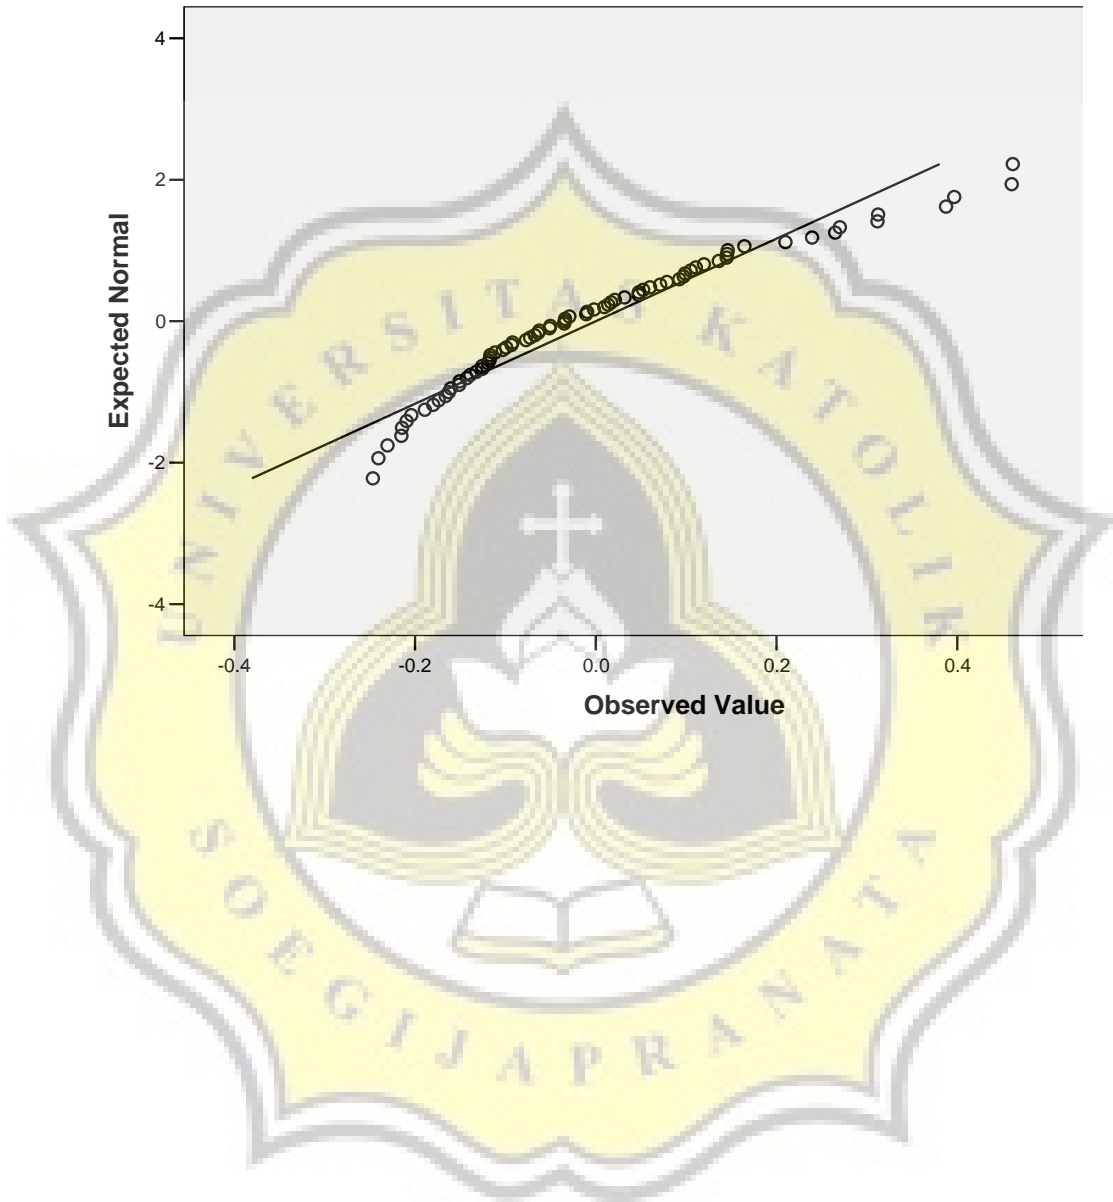 4
2
0
-2
-4
Expected Normal
-0.4 -0.2 0.0 0.2 0.4
Observed Value
UNIVERSITAS KATOLIK
SOEGIJAPRANATA